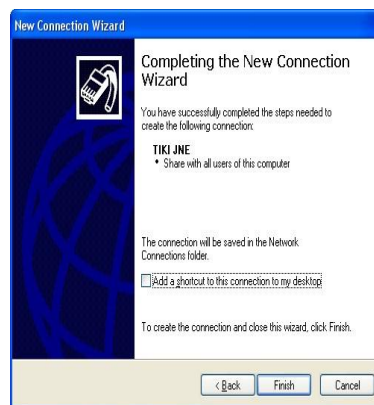 New Connection Wizard
Completing the New Connection
Wizard
You have successfully completed the steps needed to
create the following connection:
TIKI JNE
• Share with all users of this computer
The connection will be saved in the Network
Connections folder.
Add a shortcut to this connection to my desktop
To create the connection and close this wizard, click Finish.
< Back Finish Cancel